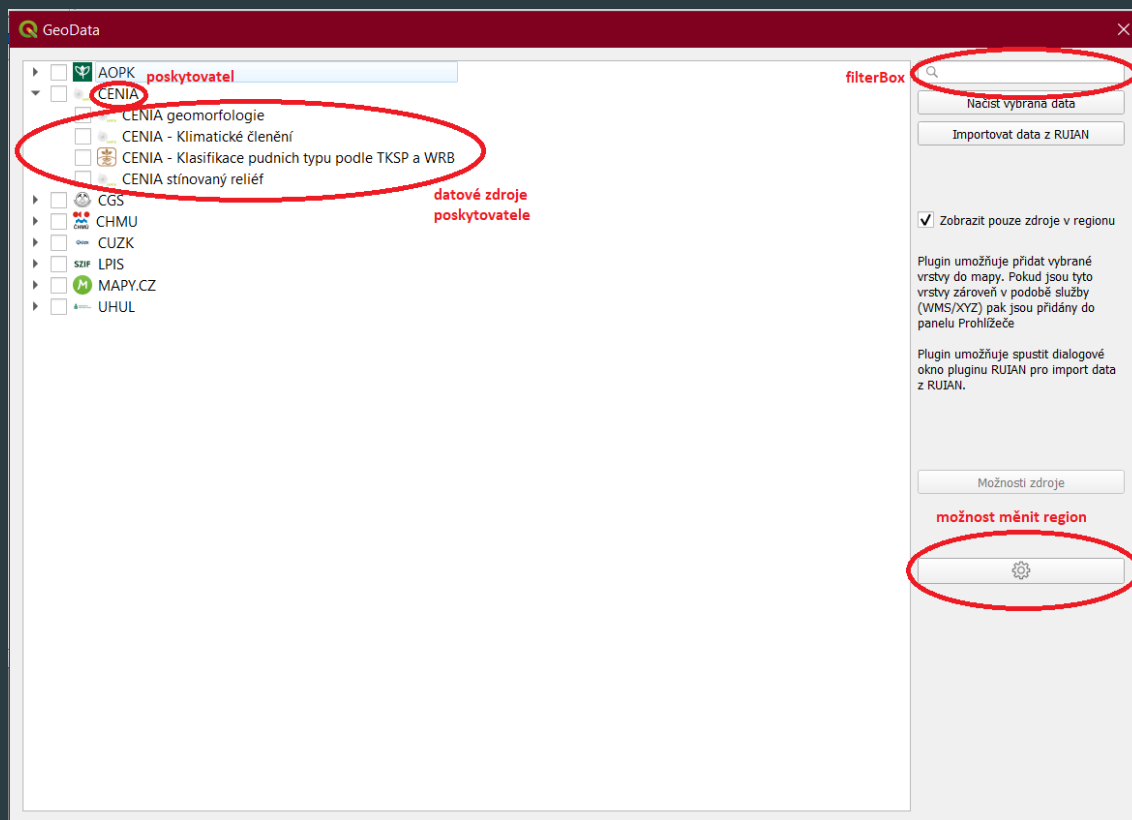 GeoData
AOPK
poskytovatel
filterBox
CENIA
Načíst vybraná data
CENIA geomorfologie
Importovat data z RUIAN
CENIA - Klimatické členění
CENIA - Klasifikace pudnich typu podle TKSP a WRB
CENIA stínovaný reliéf
datové zdroje
poskytovatele
CGS
CHMU
CHMU
CUZK
SZIF LPIS
MAPY.CZ
UHUL
Zobrazit pouze zdroje v regionu
Plugin umožňuje přidat vybrané
vrstvy do mapy. Pokud jsou tyto
vrstvy zároveň v podobě služby
(WMS/XYZ) pak jsou přidány do
panelu Prohlížeče
Plugin umožňuje spustit dialogové
okno pluginu RUIAN pro import data
z RUIAN.
Možnosti zdroje
možnost měnit region